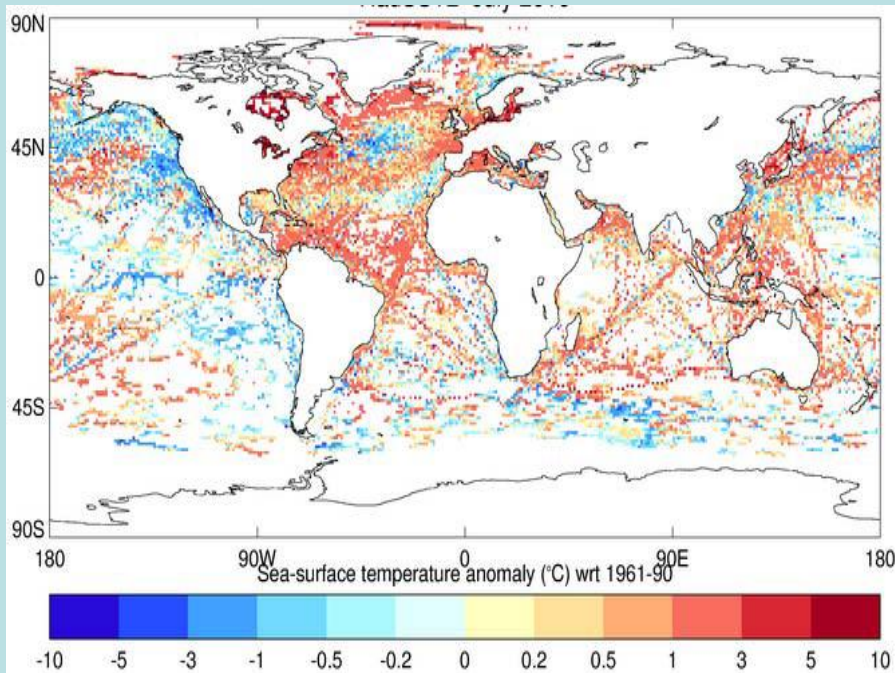 90N
45N
0
45S
90S
180 90W 0 90E 180
Sea-surface temperature anomaly (°C) wrt 1961-90
-10 -5 -3 -1 -0.5 -0.2 0 0.2 0.5 1 3 5 10